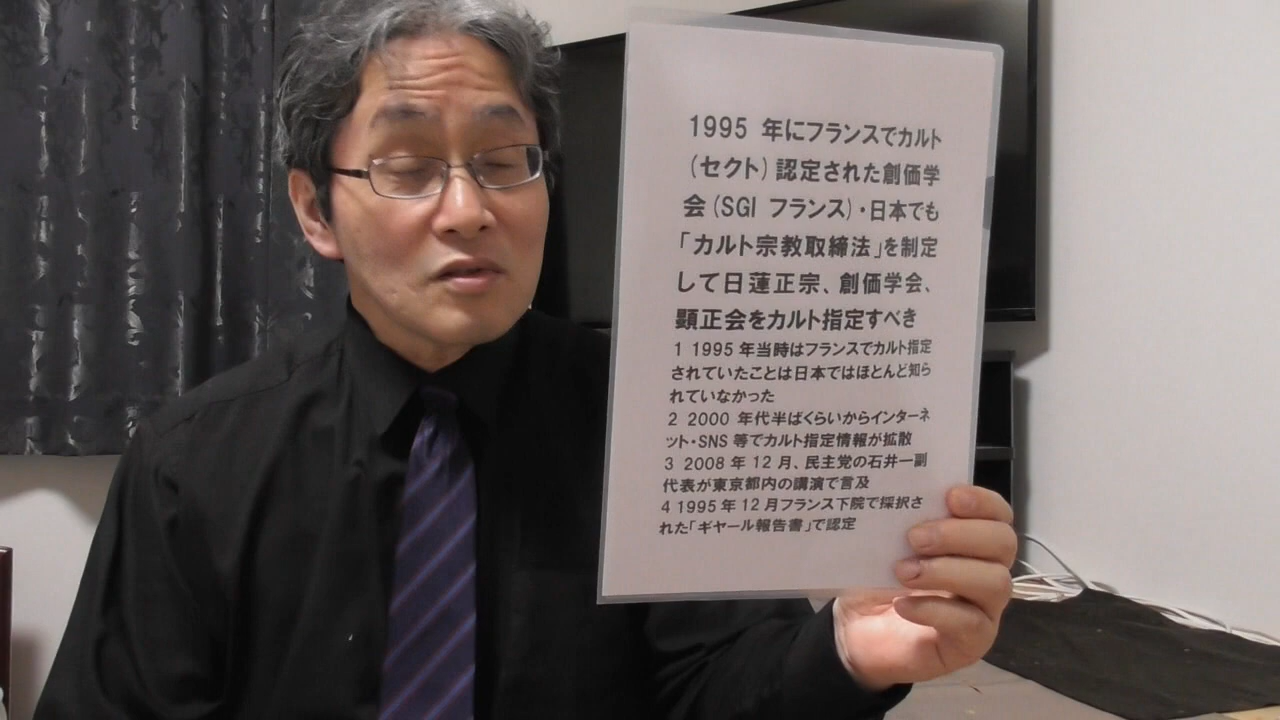 1995 年にフランスでカルト
(セクト)認定された創価学
会(SGI フランス)・日本でも
「カルト宗教取締法」を制定
して日蓮正宗、創価学会、
顕正会をカルト指定すべき
1 1995 年当時はフランスでカルト指定
されていたことは日本ではほとんど知ら
れていなかった
2 2000 年代半ばくらいからインターネ
ット・SNS 等でカルト指定情報が拡散
3 2008 年 12 月、民主党の石井一副
代表が東京都内の講演で言及
4 1995 年 12 月フランス下院で採択さ
れた「ギヤール報告書」で認定